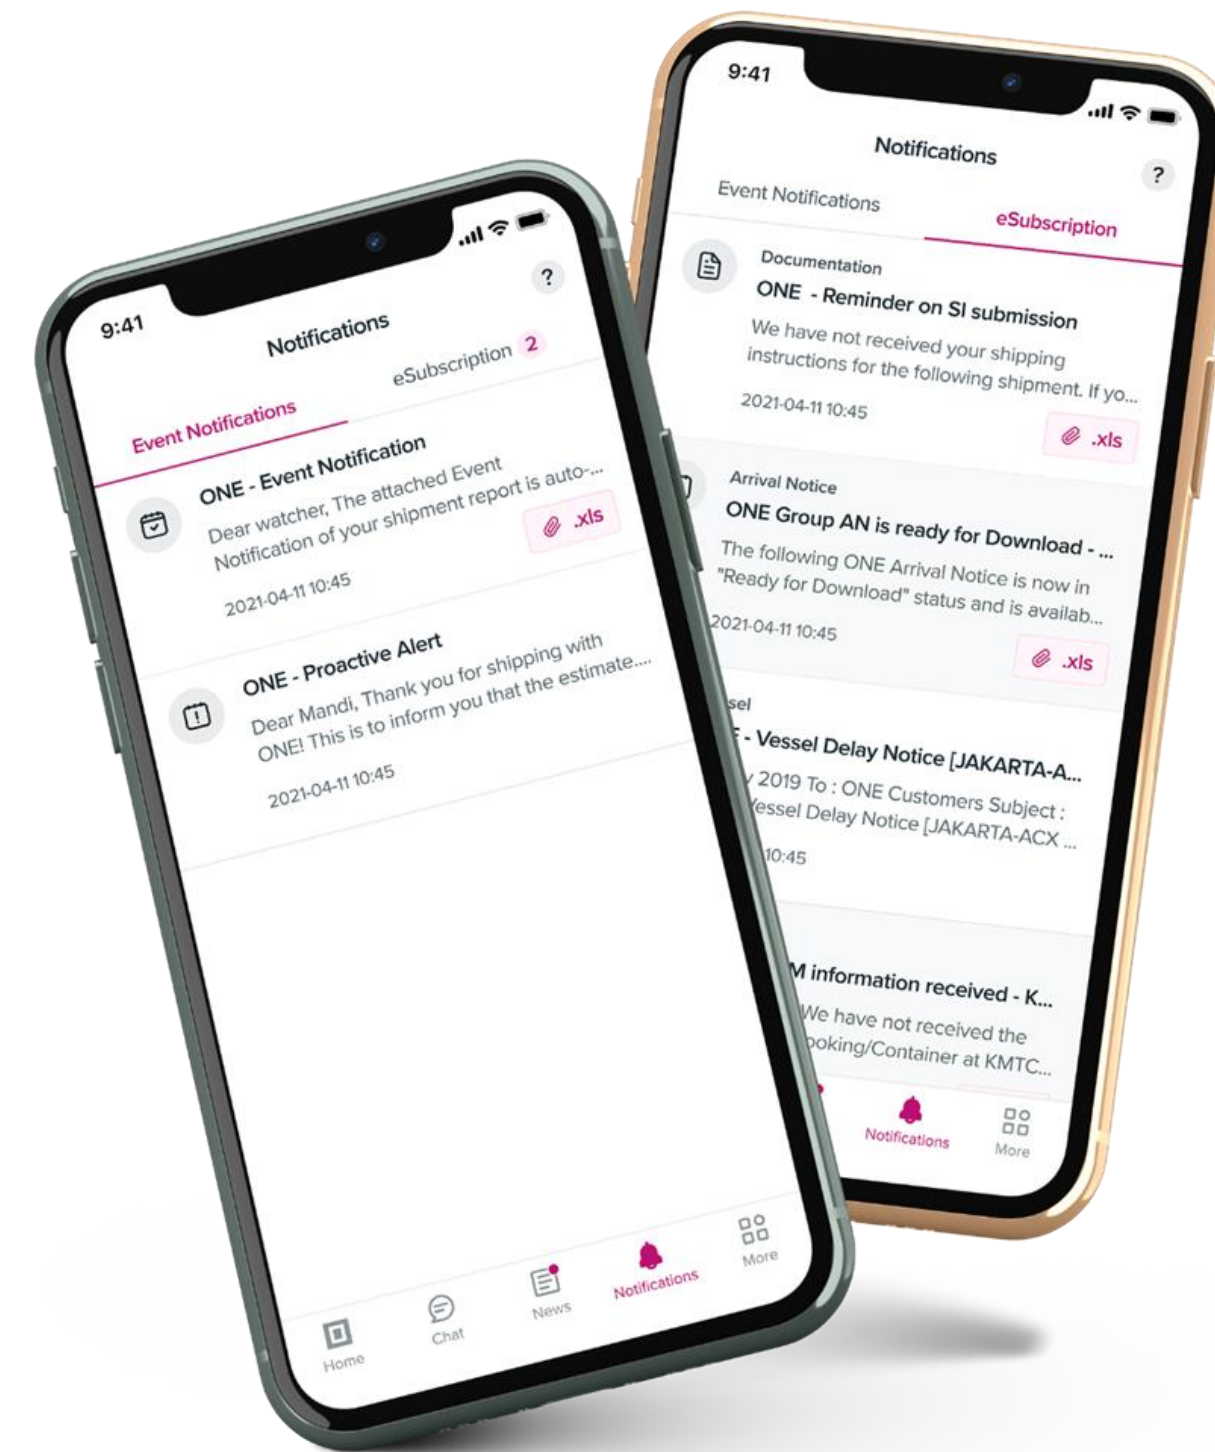 9:41
Notifications
?
Event Notifications
eSubscription 2
ONE - Event Notification
Dear watcher, The attached Event
Notification of your shipment report is auto-...
2021-04-11 10:45
.xls
ONE - Proactive Alert
Dear Mandi, Thank you for shipping with
ONE! This is to inform you that the estimate....
2021-04-11 10:45
Home
Chat
News
Notifications
More
9:41
Notifications
?
Event Notifications
eSubscription
Documentation
ONE - Reminder on SI submission
We have not received your shipping
instructions for the following shipment. If yo...
2021-04-11 10:45
.xls
Arrival Notice
ONE Group AN is ready for Download - ...
The following ONE Arrival Notice is now in
"Ready for Download" status and is availab...
2021-04-11 10:45
.xls
sel
- Vessel Delay Notice [JAKARTA-A...
2019 To : ONE Customers Subject :
Vessel Delay Notice [JAKARTA-ACX ...
10:45
M information received - K...
We have not received the
ooking/Container at KMTC...
Notifications
More